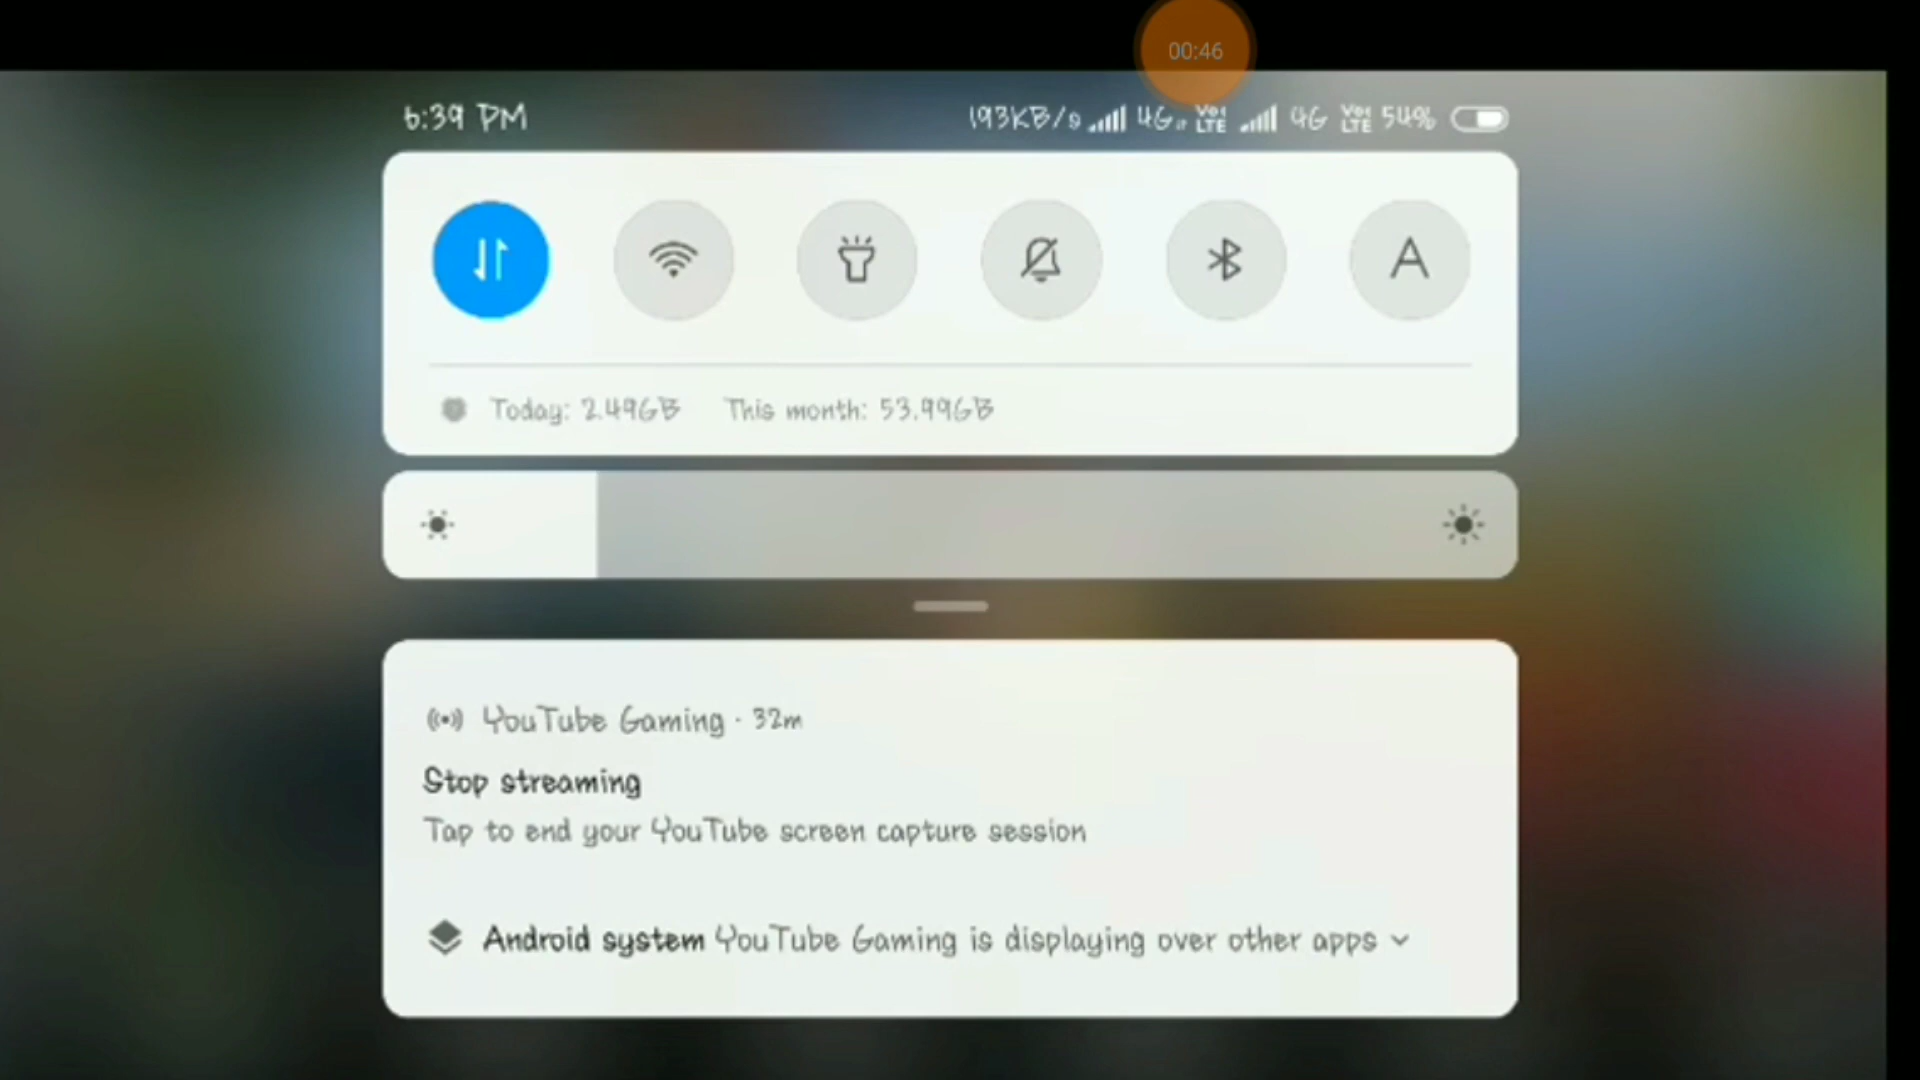 00:46
6:39 PM 193KB/s 4G Vo! LTE 4G Vo! LTE 54%
A
Today: 2.49GB This month: 53.99GB
YouTube Gaming · 32m
Stop streaming
Tap to end your YouTube screen capture session
Android system YouTube Gaming is displaying over other apps